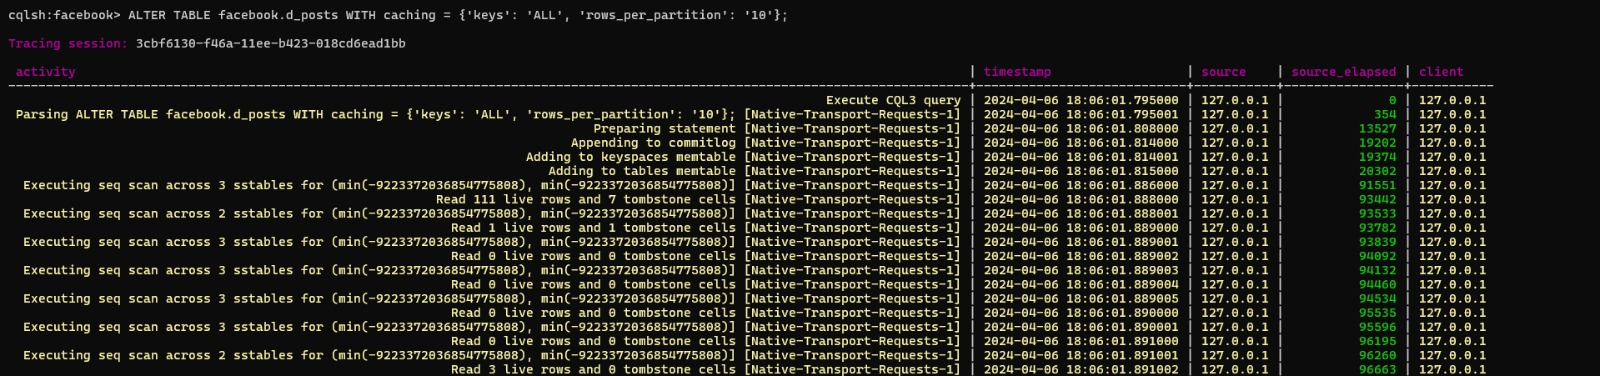 cqlsh:facebook> ALTER TABLE facebook.d_posts WITH caching = {'keys': 'ALL', 'rows_per_partition': '10'};
Tracing session: 3cbf6130-f46a-11ee-b423-018cd6ead1bb
activity | timestamp | source | source_elapsed | client
Execute CQL3 query | 2024-04-06 18:06:01.795000 | 127.0.0.1 | 0 | 127.0.0.1
Parsing ALTER TABLE facebook.d_posts WITH caching = {'keys': 'ALL', 'rows_per_partition': '10'}; [Native-Transport-Requests-1] | 2024-04-06 18:06:01.795001 | 127.0.0.1 | 354 | 127.0.0.1
Preparing statement [Native-Transport-Requests-1] | 2024-04-06 18:06:01.808000 | 127.0.0.1 | 13527 | 127.0.0.1
Appending to commitlog [Native-Transport-Requests-1] | 2024-04-06 18:06:01.814000 | 127.0.0.1 | 19202 | 127.0.0.1
Adding to keyspaces memtable [Native-Transport-Requests-1] | 2024-04-06 18:06:01.814001 | 127.0.0.1 | 19374 | 127.0.0.1
Adding to tables memtable [Native-Transport-Requests-1] | 2024-04-06 18:06:01.815000 | 127.0.0.1 | 20302 | 127.0.0.1
Executing seq scan across 3 sstables for (min(-9223372036854775808), min(-9223372036854775808)] [Native-Transport-Requests-1] | 2024-04-06 18:06:01.886000 | 127.0.0.1 | 91551 | 127.0.0.1
Read 111 live rows and 7 tombstone cells [Native-Transport-Requests-1] | 2024-04-06 18:06:01.888000 | 127.0.0.1 | 93442 | 127.0.0.1
Executing seq scan across 2 sstables for (min(-9223372036854775808), min(-9223372036854775808)] [Native-Transport-Requests-1] | 2024-04-06 18:06:01.888001 | 127.0.0.1 | 93533 | 127.0.0.1
Read 1 live rows and 1 tombstone cells [Native-Transport-Requests-1] | 2024-04-06 18:06:01.889000 | 127.0.0.1 | 93782 | 127.0.0.1
Executing seq scan across 3 sstables for (min(-9223372036854775808), min(-9223372036854775808)] [Native-Transport-Requests-1] | 2024-04-06 18:06:01.889001 | 127.0.0.1 | 93839 | 127.0.0.1
Read 0 live rows and 0 tombstone cells [Native-Transport-Requests-1] | 2024-04-06 18:06:01.889002 | 127.0.0.1 | 94092 | 127.0.0.1
Executing seq scan across 3 sstables for (min(-9223372036854775808), min(-9223372036854775808)] [Native-Transport-Requests-1] | 2024-04-06 18:06:01.889003 | 127.0.0.1 | 94132 | 127.0.0.1
Read 0 live rows and 0 tombstone cells [Native-Transport-Requests-1] | 2024-04-06 18:06:01.889004 | 127.0.0.1 | 94460 | 127.0.0.1
Executing seq scan across 3 sstables for (min(-9223372036854775808), min(-9223372036854775808)] [Native-Transport-Requests-1] | 2024-04-06 18:06:01.889005 | 127.0.0.1 | 94534 | 127.0.0.1
Read 0 live rows and 0 tombstone cells [Native-Transport-Requests-1] | 2024-04-06 18:06:01.890000 | 127.0.0.1 | 95535 | 127.0.0.1
Executing seq scan across 3 sstables for (min(-9223372036854775808), min(-9223372036854775808)] [Native-Transport-Requests-1] | 2024-04-06 18:06:01.890001 | 127.0.0.1 | 95596 | 127.0.0.1
Read 0 live rows and 0 tombstone cells [Native-Transport-Requests-1] | 2024-04-06 18:06:01.891000 | 127.0.0.1 | 96195 | 127.0.0.1
Executing seq scan across 2 sstables for (min(-9223372036854775808), min(-9223372036854775808)] [Native-Transport-Requests-1] | 2024-04-06 18:06:01.891001 | 127.0.0.1 | 96260 | 127.0.0.1
Read 3 live rows and 0 tombstone cells [Native-Transport-Requests-1] | 2024-04-06 18:06:01.891002 | 127.0.0.1 | 96663 | 127.0.0.1